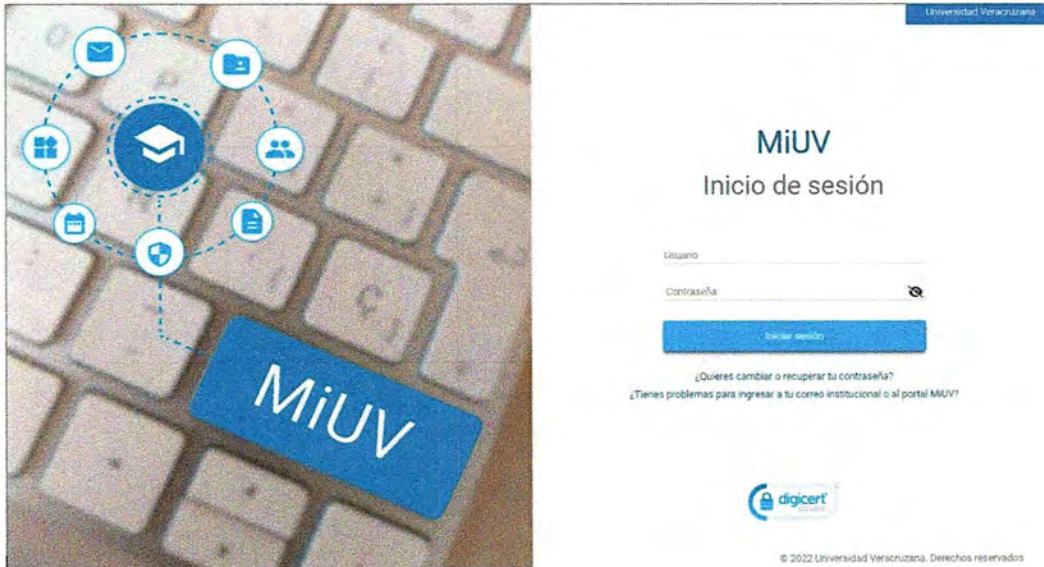 Universidad Veracruzana
MiUV
Inicio de sesión
Usuario
Contraseña
Iniciar sesión
¿Quieres cambiar o recuperar tu contraseña?
¿Tienes problemas para ingresar a tu correo institucional o al portal MiUV?
MiUV
digicert
© 2022 Universidad Veracruzana. Derechos reservados